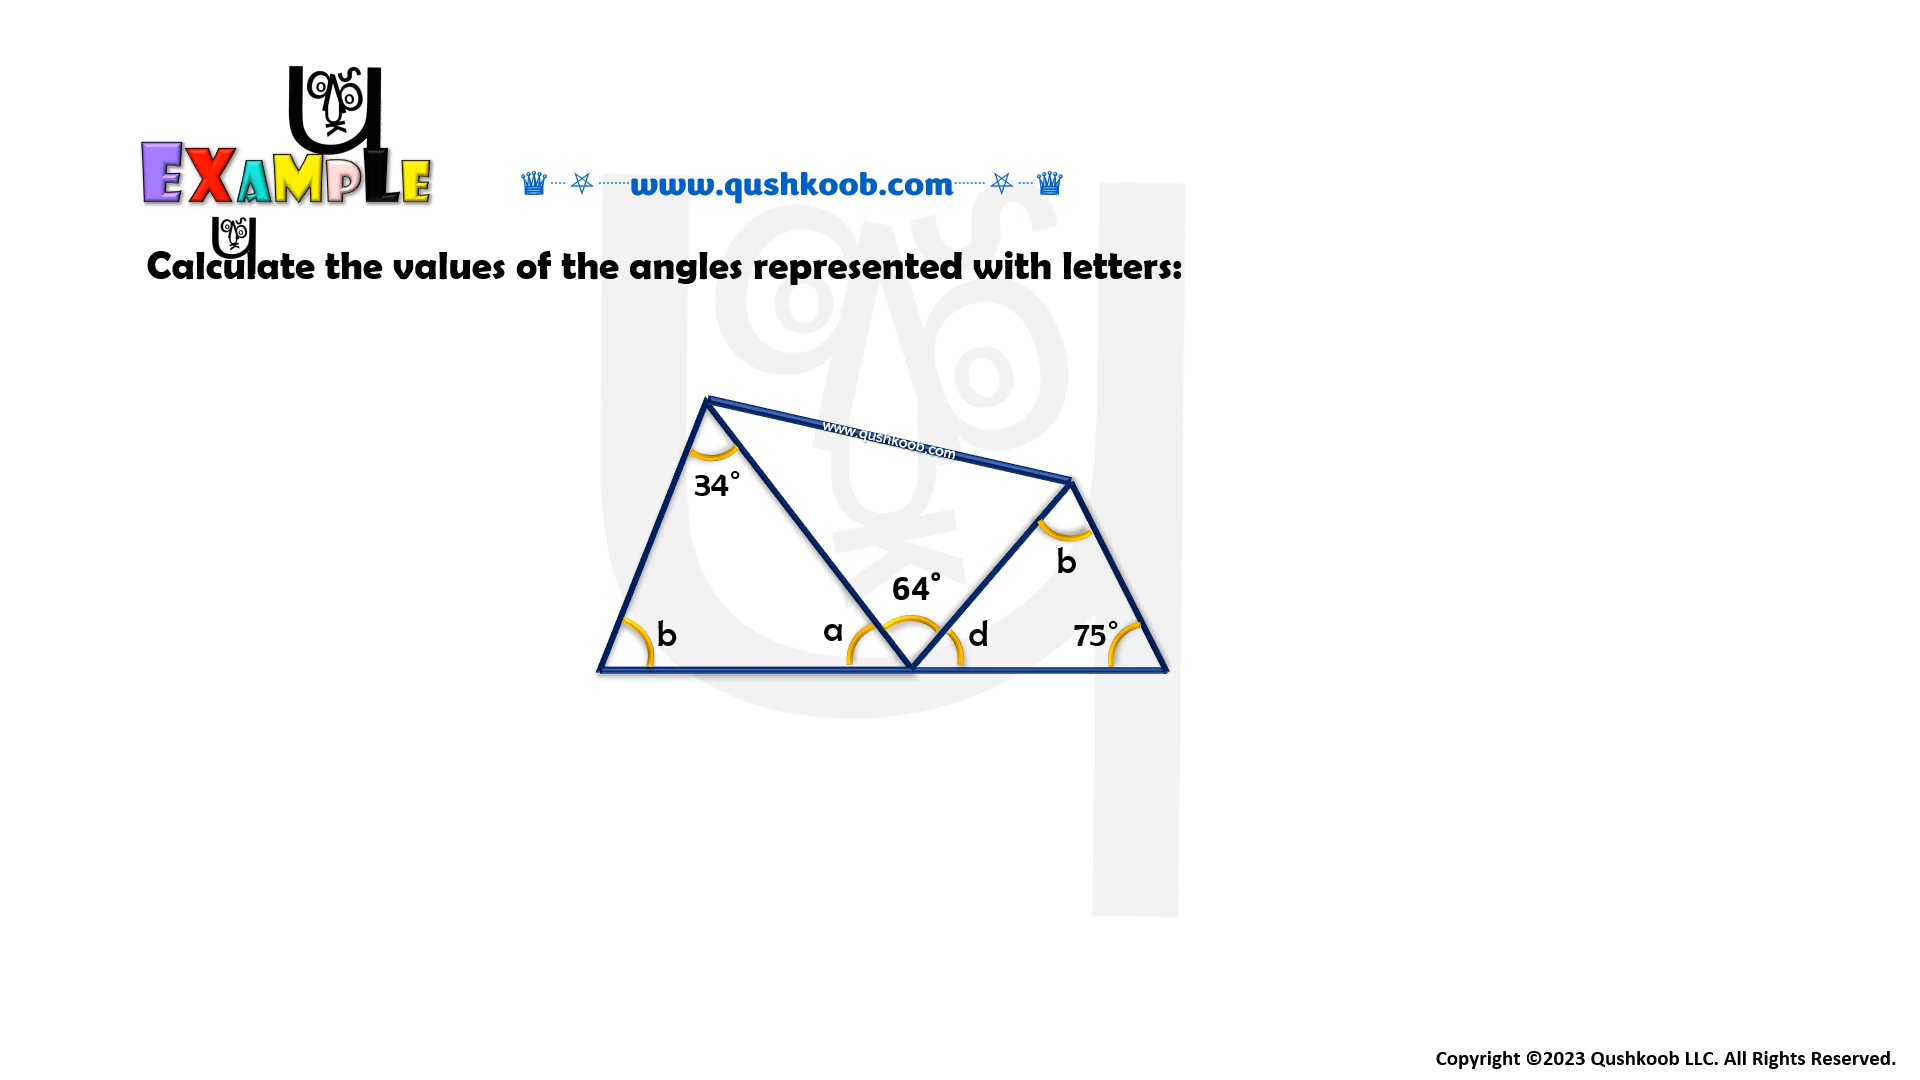 EXAMPLE
www.qushkoob.com
Calculate the values of the angles represented with letters:
www.qushkoob.com
34°
b
64°
b
a
d
75°
Copyright ©2023 Qushkoob LLC. All Rights Reserved.